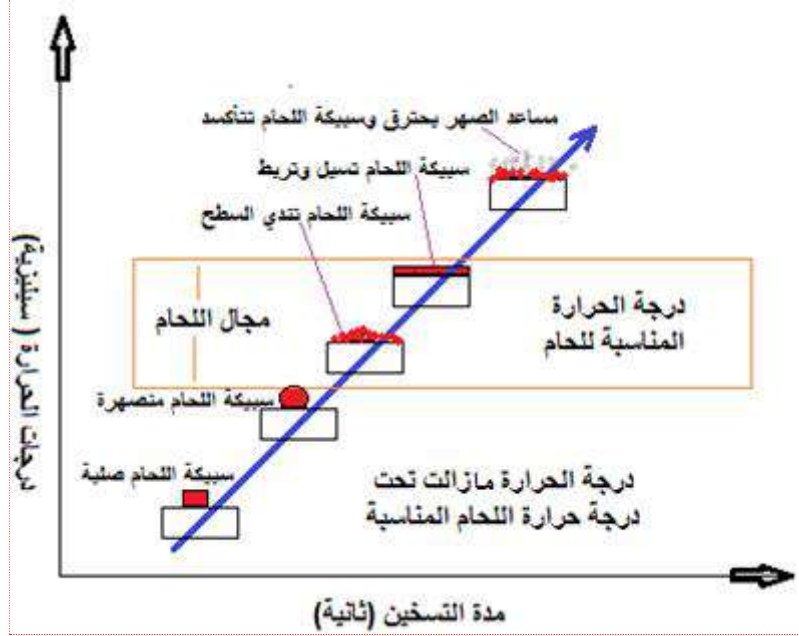 مساعد الصهر يحترق وسبيكة اللحام تتأكسد
سبيكة اللحام تسيل وتربط
سبيكة اللحام تندي السطح
درجة الحرارة
المناسبة للحام
مجال اللحام
سبيكة اللحام منصهرة
سبيكة اللحام صلبة
درجة الحرارة مازالت تحت
درجة حرارة اللحام المناسبة
درجات الحرارة ( سيليزية)
مدة التسخين (ثانية)